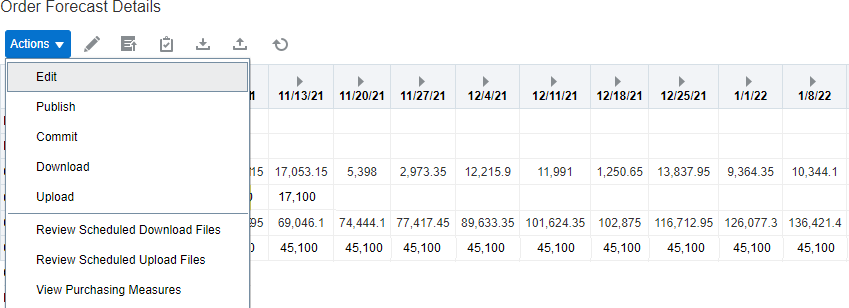 Order Forecast Details
Actions
Edit
Publish
Commit
Download
Upload
Review Scheduled Download Files
Review Scheduled Upload Files
View Purchasing Measures
11/13/21 11/20/21 11/27/21 12/4/21 12/11/21 12/18/21 12/25/21 1/1/22 1/8/22
15 17,053.15 5,398 2,973.35 12,215.9 11,991 1,250.65 13,837.95 9,364.35 10,344.1
17,100
95 69,046.1 74,444.1 77,417.45 89,633.35 101,624.35 102,875 116,712.95 126,077.3 136,421.4
45,100 45,100 45,100 45,100 45,100 45,100 45,100 45,100 45,100